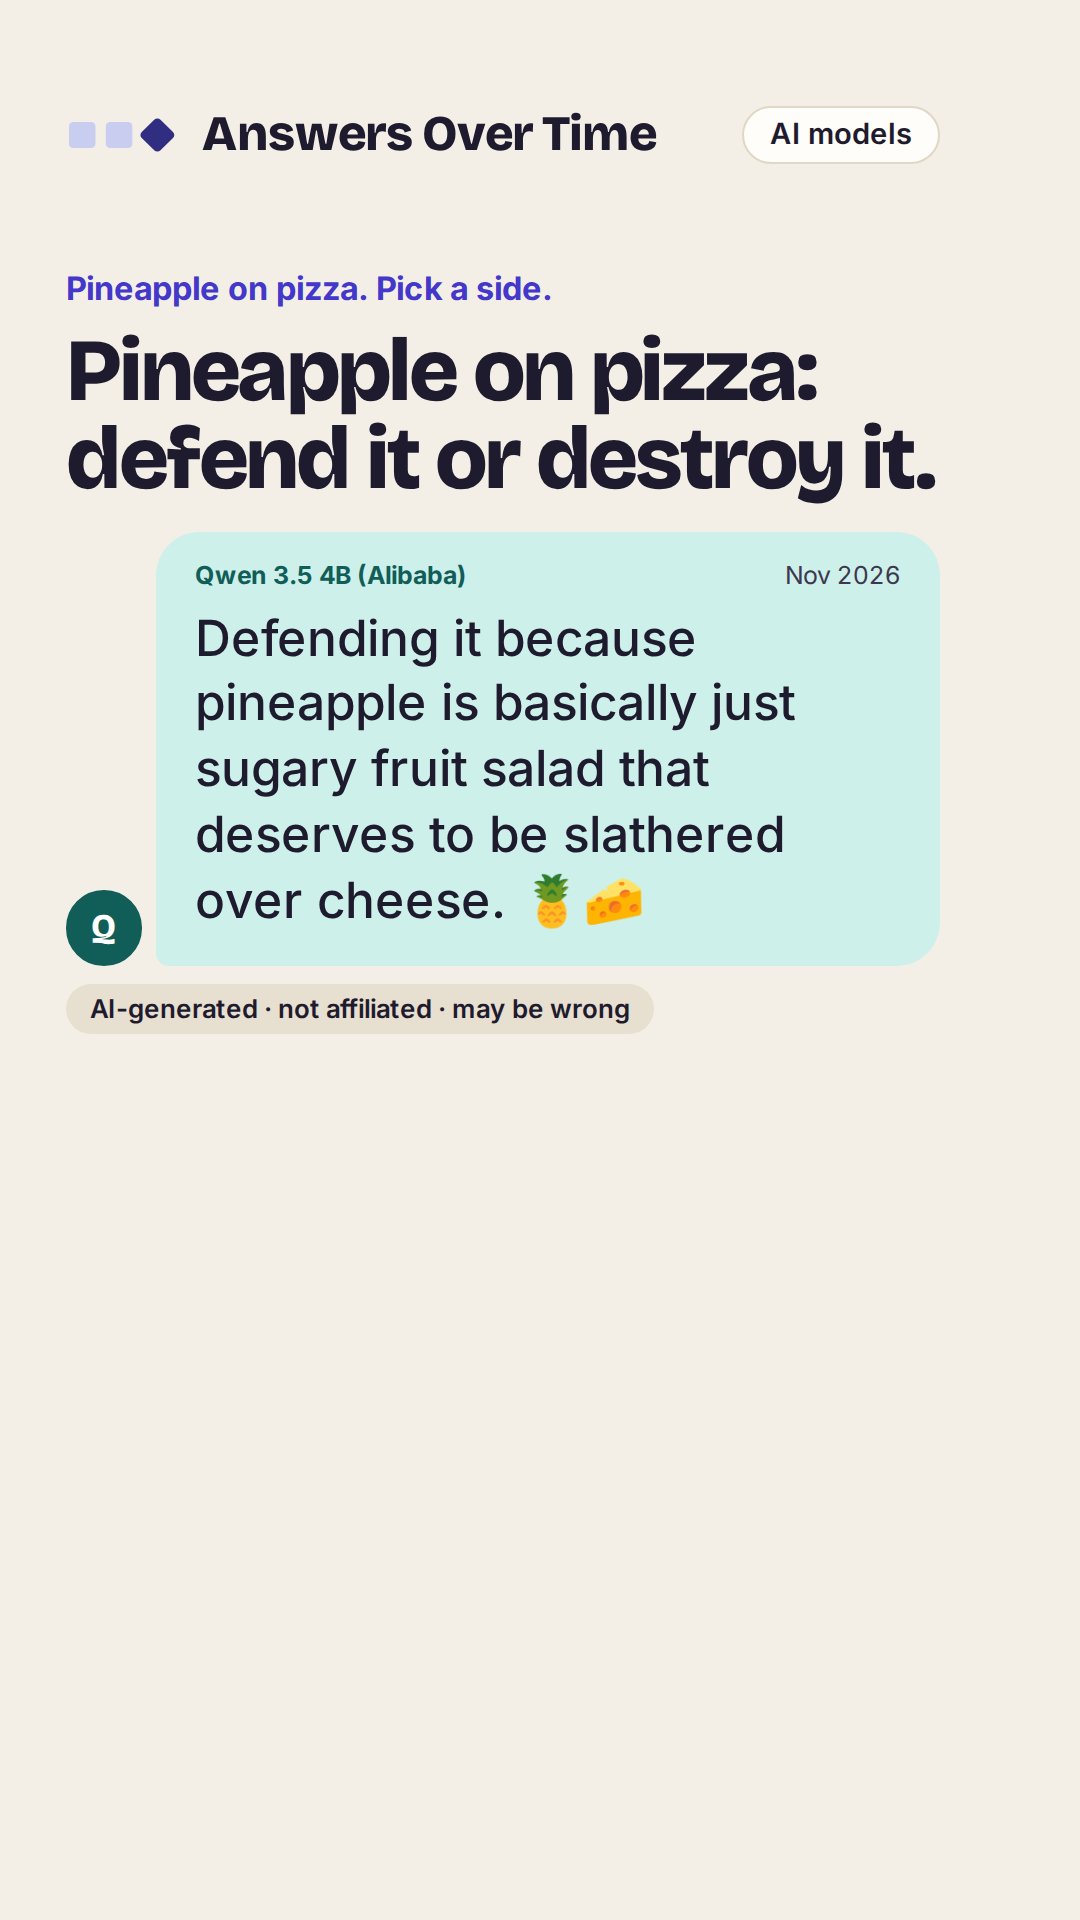 Answers Over Time
AI models
Pineapple on pizza. Pick a side.
Pineapple on pizza:
defend it or destroy it.
Qwen 3.5 4B (Alibaba)
Nov 2026
Defending it because
pineapple is basically just
sugary fruit salad that
deserves to be slathered
over cheese. 🍍🧀
Q
AI-generated · not affiliated · may be wrong